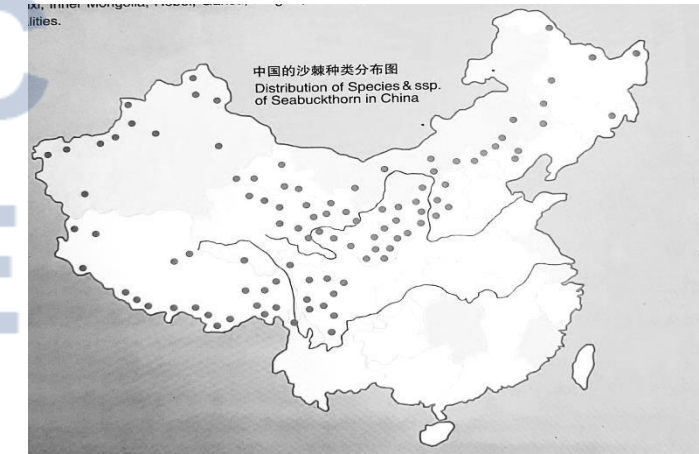 lities.
中国的沙棘种类分布图
Distribution of Species & ssp.
of Seabuckthorn in China